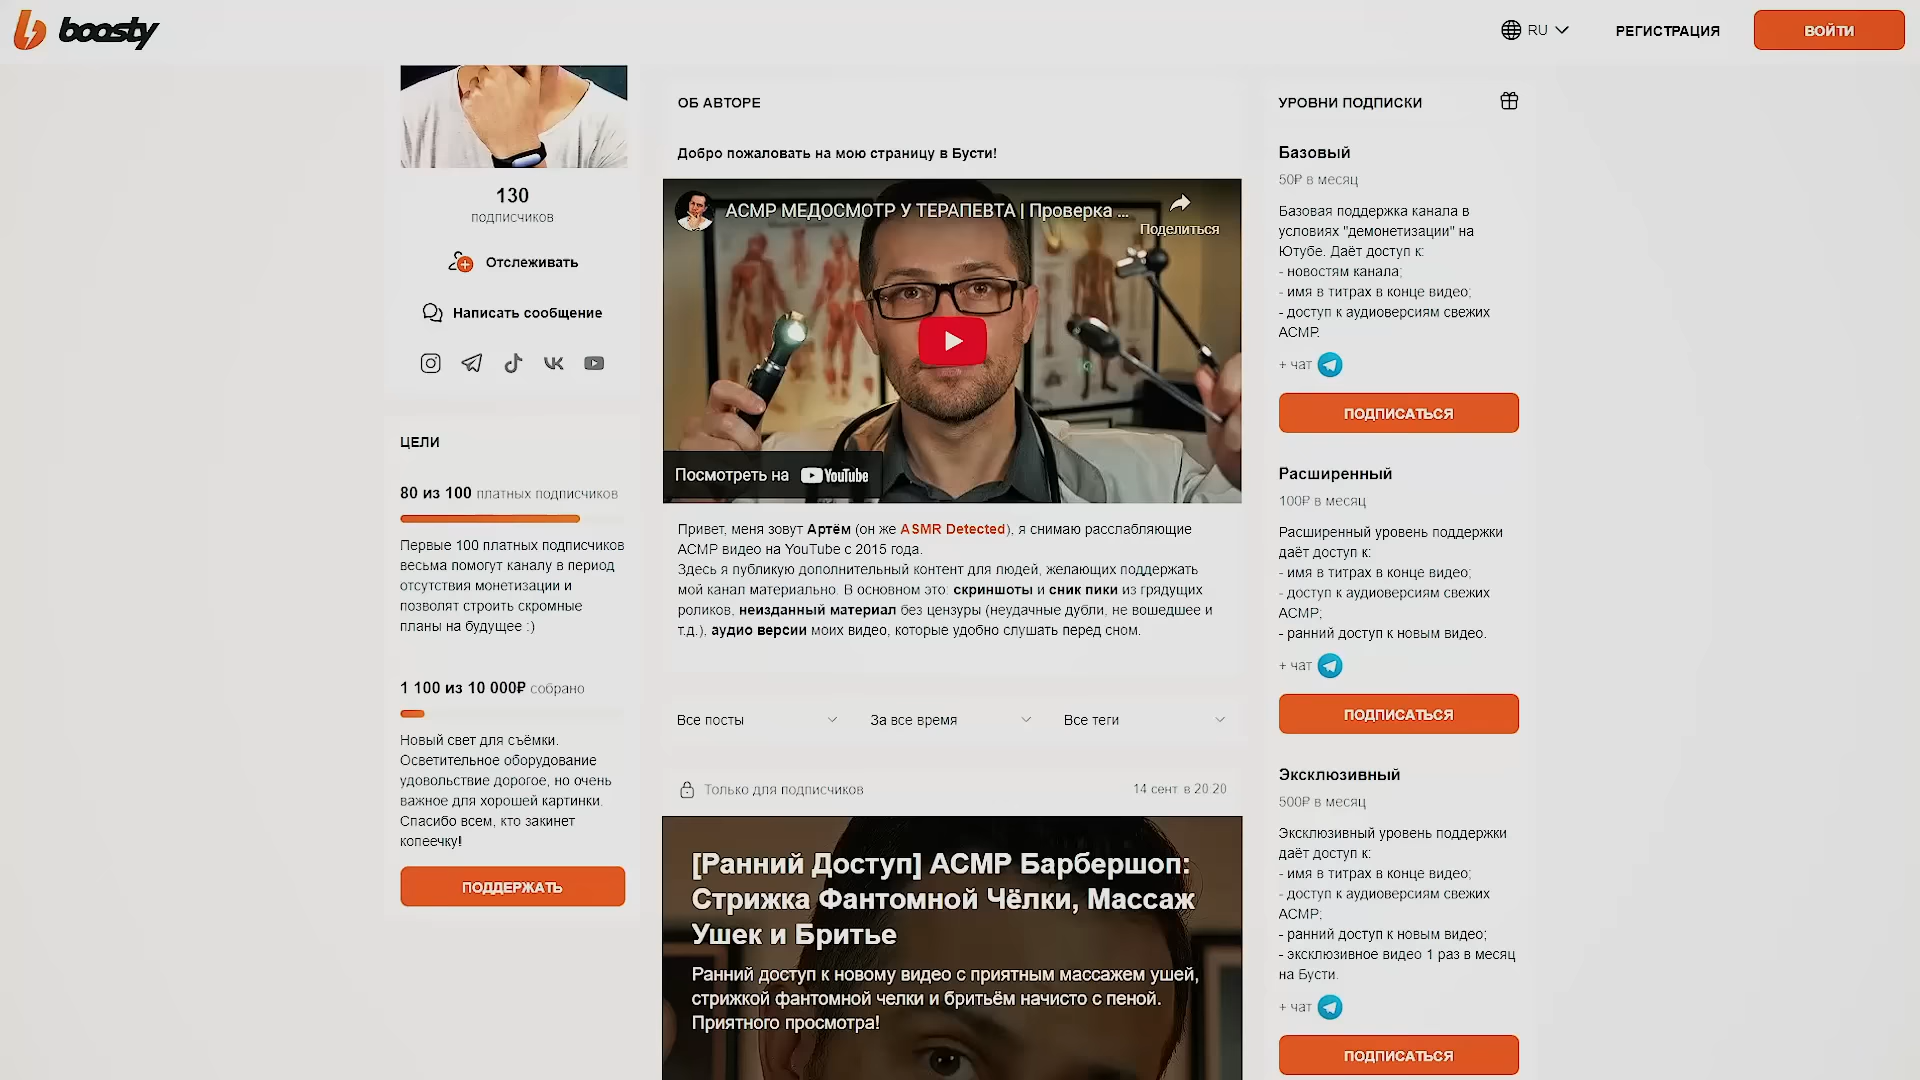 boosty
RU
РЕГИСТРАЦИЯ
ВОЙТИ
130
подписчиков
Отслеживать
Написать сообщение
ЦЕЛИ
80 из 100 платных подписчиков
Первые 100 платных подписчиков
весьма помогут каналу в период
отсутствия монетизации и
позволят строить скромные
планы на будущее :)
1 100 из 10 000₽ собрано
Новый свет для съёмки.
Осветительное оборудование
удовольствие дорогое, но очень
важное для хорошей картинки.
Спасибо всем, кто закинет
копеечку!
ПОДДЕРЖАТЬ
ОБ АВТОРЕ
Добро пожаловать на мою страницу в Бусти!
АСМР МЕДОСМОТР У ТЕРАПЕВТА | Проверка ...
Поделиться
Посмотреть на YouTube
Привет, меня зовут Артём (он же ASMR Detected), я снимаю расслабляющие
АСМР видео на YouTube с 2015 года.
Здесь я публикую дополнительный контент для людей, желающих поддержать
мой канал материально. В основном это: скриншоты и сник пики из грядущих
роликов, неизданный материал без цензуры (неудачные дубли, не вошедшее и
т.д.), аудио версии моих видео, которые удобно слушать перед сном.
Все посты
За все время
Все теги
Только для подписчиков
14 сент в 20:20
[Ранний Доступ] АСМР Барбершоп:
Стрижка Фантомной Чёлки, Массаж
Ушек и Бритье
Ранний доступ к новому видео с приятным массажем ушей,
стрижкой фантомной челки и бритьём начисто с пеной.
Приятного просмотра!
УРОВНИ ПОДПИСКИ
Базовый
50₽ в месяц
Базовая поддержка канала в
условиях "демонетизации" на
Ютубе. Даёт доступ к:
- новостям канала;
- имя в титрах в конце видео;
- доступ к аудиоверсиям свежих
АСМР.
+ чат
ПОДПИСАТЬСЯ
Расширенный
100₽ в месяц
Расширенный уровень поддержки
даёт доступ к:
- имя в титрах в конце видео;
- доступ к аудиоверсиям свежих
АСМР;
- ранний доступ к новым видео.
+ чат
ПОДПИСАТЬСЯ
Эксклюзивный
500₽ в месяц
Эксклюзивный уровень поддержки
даёт доступ к:
- имя в титрах в конце видео;
- доступ к аудиоверсиям свежих
АСМР;
- ранний доступ к новым видео;
- эксклюзивное видео 1 раз в месяц
на Бусти.
+ чат
ПОДПИСАТЬСЯ